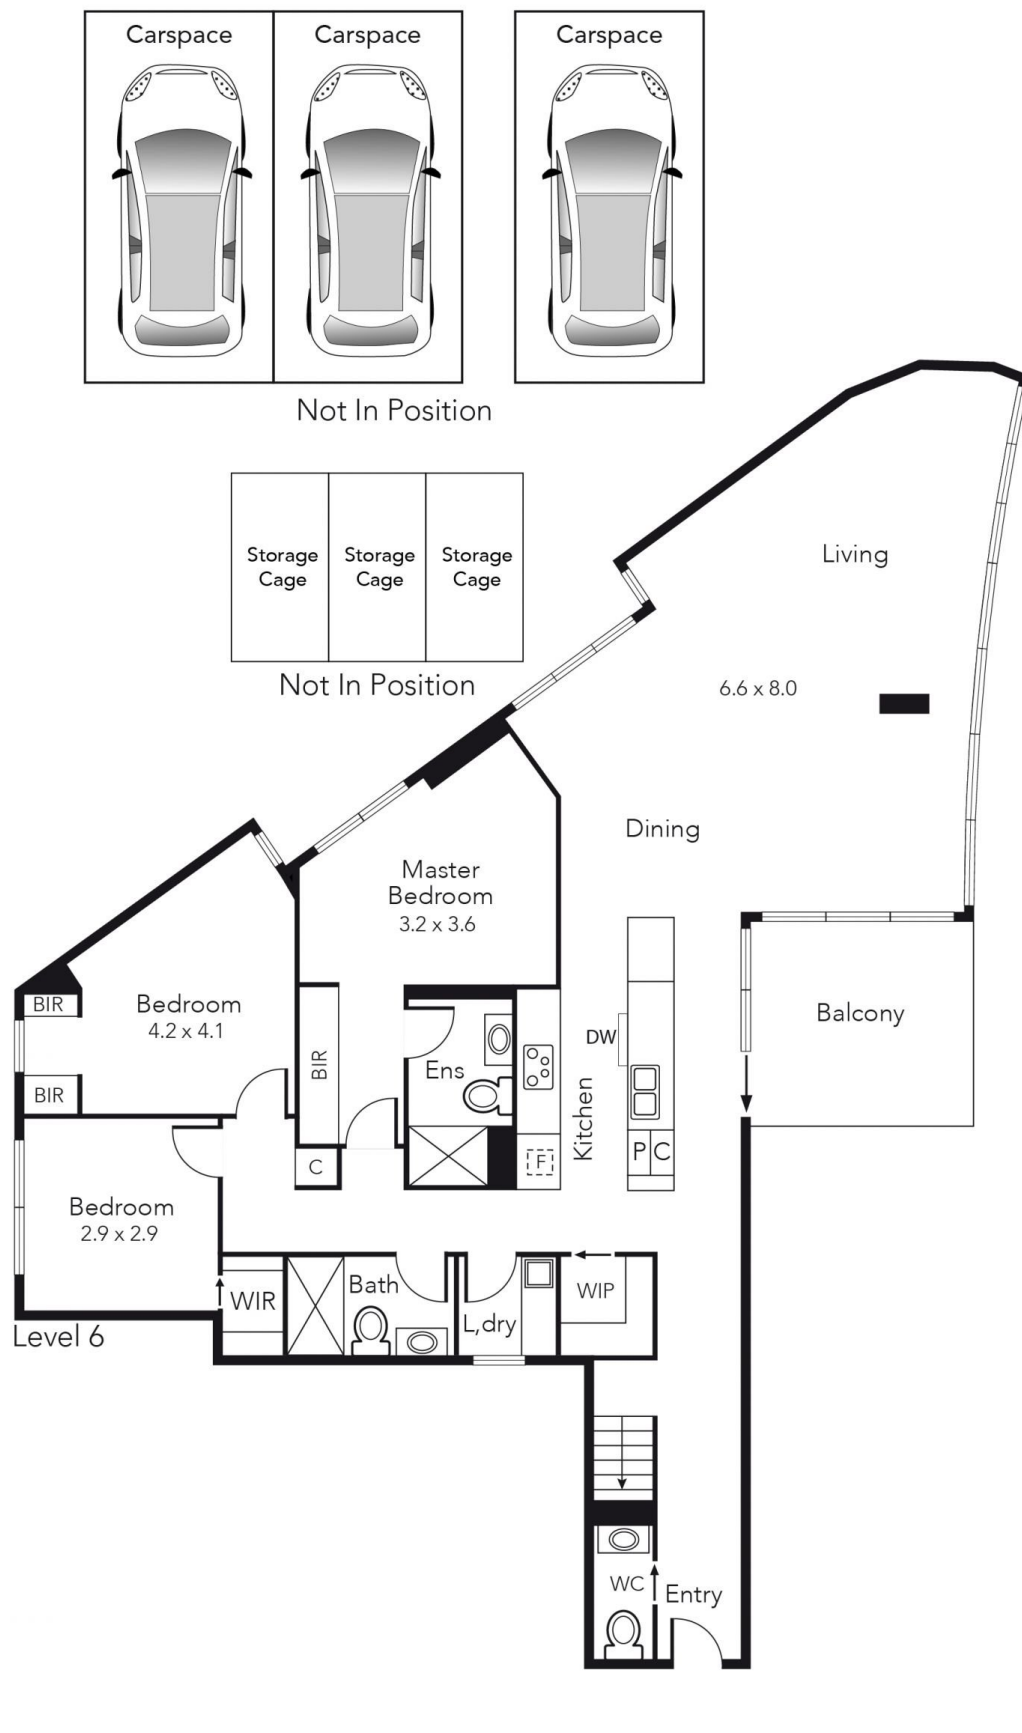 Carspace
Carspace
Carspace
Not In Position
Storage
Cage
Storage
Cage
Storage
Cage
Not In Position
Living
6.6 x 8.0
Dining
Master
Bedroom
3.2 x 3.6
BIR
Bedroom
4.2 x 4.1
BIR
BIR
Ens
DW
Kitchen
Balcony
F
P
C
C
Bedroom
2.9 x 2.9
WIR
Bath
L,dry
WIP
Level 6
WC
Entry